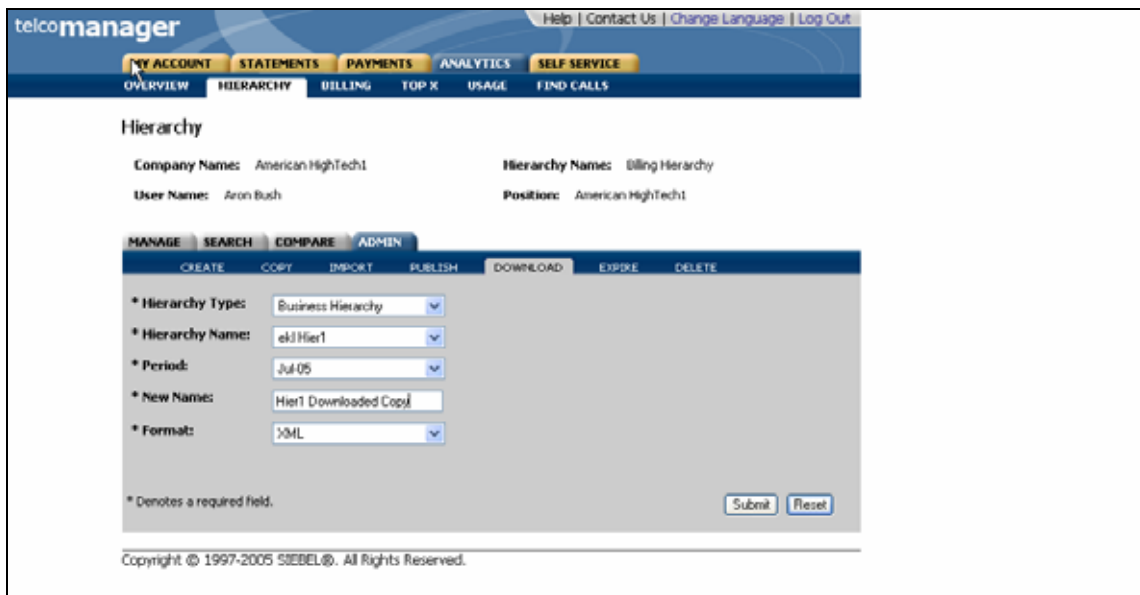 telcomanager
Help | Contact Us | Change Language | Log Out
MY ACCOUNT STATEMENTS PAYMENTS ANALYTICS SELF SERVICE
OVERVIEW HIERARCHY BILLING TOP X USAGE FIND CALLS
Hierarchy
Company Name: American HighTech1 Hierarchy Name: Billing Hierarchy
User Name: Aron Bush Position: American HighTech1
MANAGE SEARCH COMPARE ADMIN
CREATE COPY IMPORT PUBLISH DOWNLOAD EXPIRE DELETE
* Hierarchy Type: Business Hierarchy
* Hierarchy Name: ekl Hier1
* Period: Jul-05
* New Name: Hier1 Downloaded Copy
* Format: XML
* Denotes a required field. Submit Reset
Copyright © 1997-2005 SIEBEL®. All Rights Reserved.